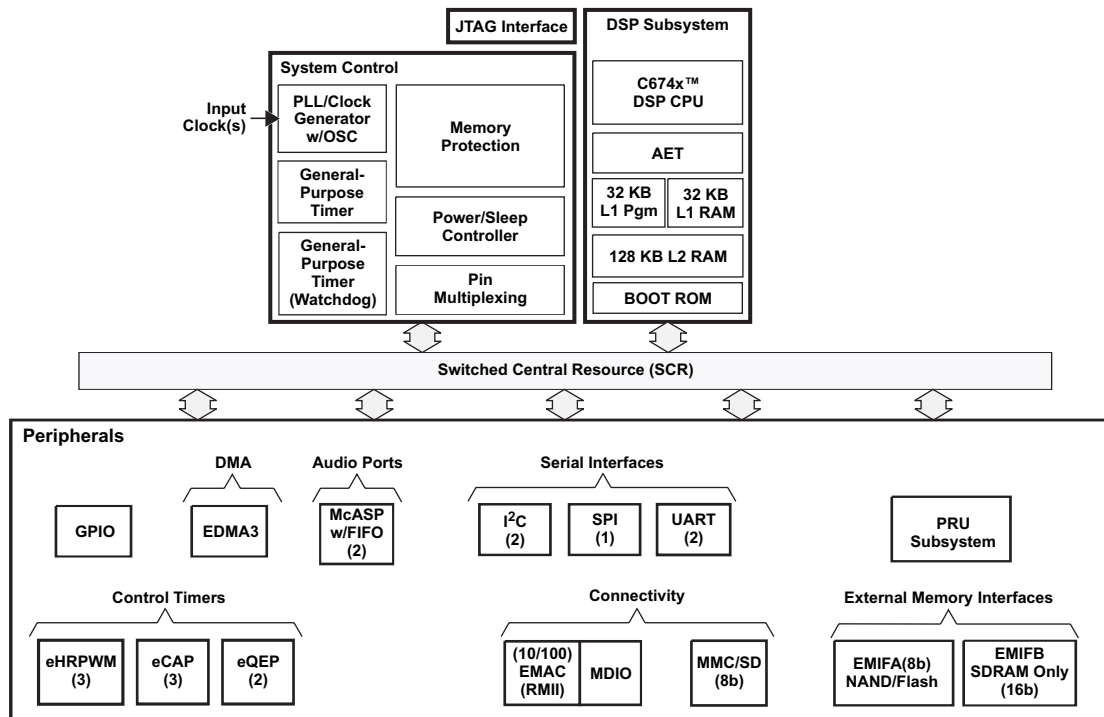 JTAG Interface
DSP Subsystem
System Control
Input
Clock(s)
PLL/Clock
Generator
w/OSC
General-
Purpose
Timer
General-
Purpose
Timer
(Watchdog)
Memory
Protection
Power/Sleep
Controller
Pin
Multiplexing
C674x™
DSP CPU
AET
32 KB
L1 Pgm
32 KB
L1 RAM
128 KB L2 RAM
BOOT ROM
Switched Central Resource (SCR)
Peripherals
DMA
Audio Ports
Serial Interfaces
GPIO
EDMA3
McASP
w/FIFO
(2)
I²C
(2)
SPI
(1)
UART
(2)
PRU
Subsystem
Control Timers
Connectivity
External Memory Interfaces
eHRPWM
(3)
eCAP
(3)
eQEP
(2)
(10/100)
EMAC
(RMII)
MDIO
MMC/SD
(8b)
EMIFA(8b)
NAND/Flash
EMIFB
SDRAM Only
(16b)